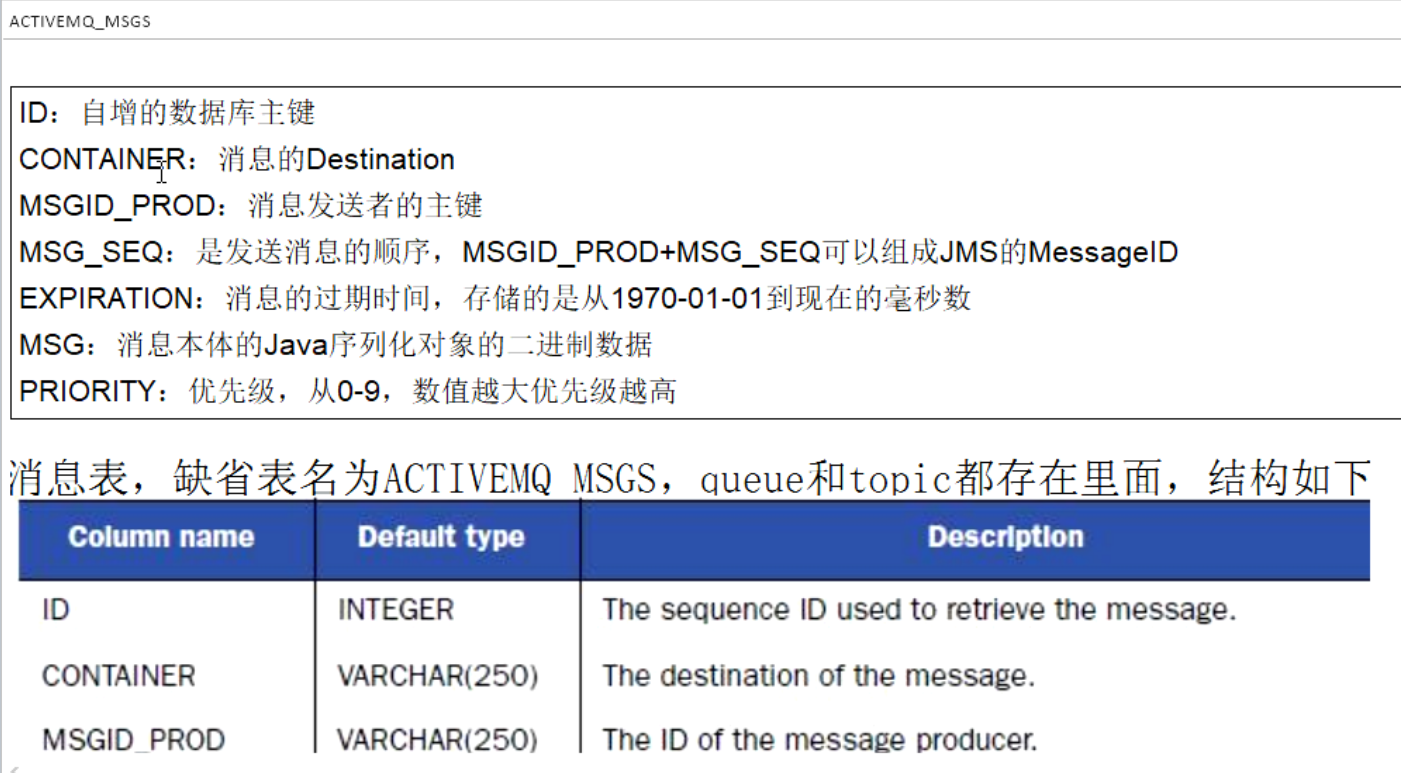 ACTIVEMQ_MSGS
ID：自增的数据库主键
CONTAINER：消息的Destination
MSGID_PROD：消息发送者的主键
MSG_SEQ：是发送消息的顺序，MSGID_PROD+MSG_SEQ可以组成JMS的MessageID
EXPIRATION：消息的过期时间，存储的是从1970-01-01到现在的毫秒数
MSG：消息本体的Java序列化对象的二进制数据
PRIORITY：优先级，从0-9，数值越大优先级越高
消息表，缺省表名为ACTIVEMQ_MSGS，queue和topic都存在里面，结构如下
Column name Default type Description
ID INTEGER The sequence ID used to retrieve the message.
CONTAINER VARCHAR(250) The destination of the message.
MSGID_PROD VARCHAR(250) The ID of the message producer.